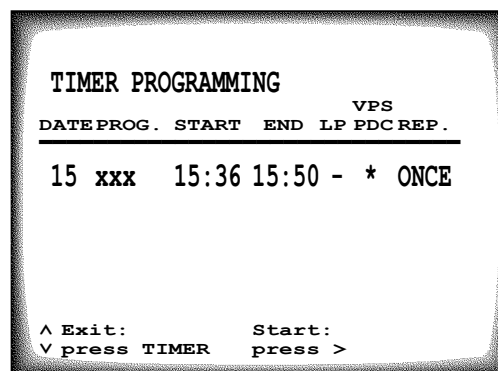 TIMER PROGRAMMING
VPS
DATE PROG. START END LP PDC REP.
15 xxx 15:36 15:50 - * ONCE
^ Exit: Start:
v press TIMER press >